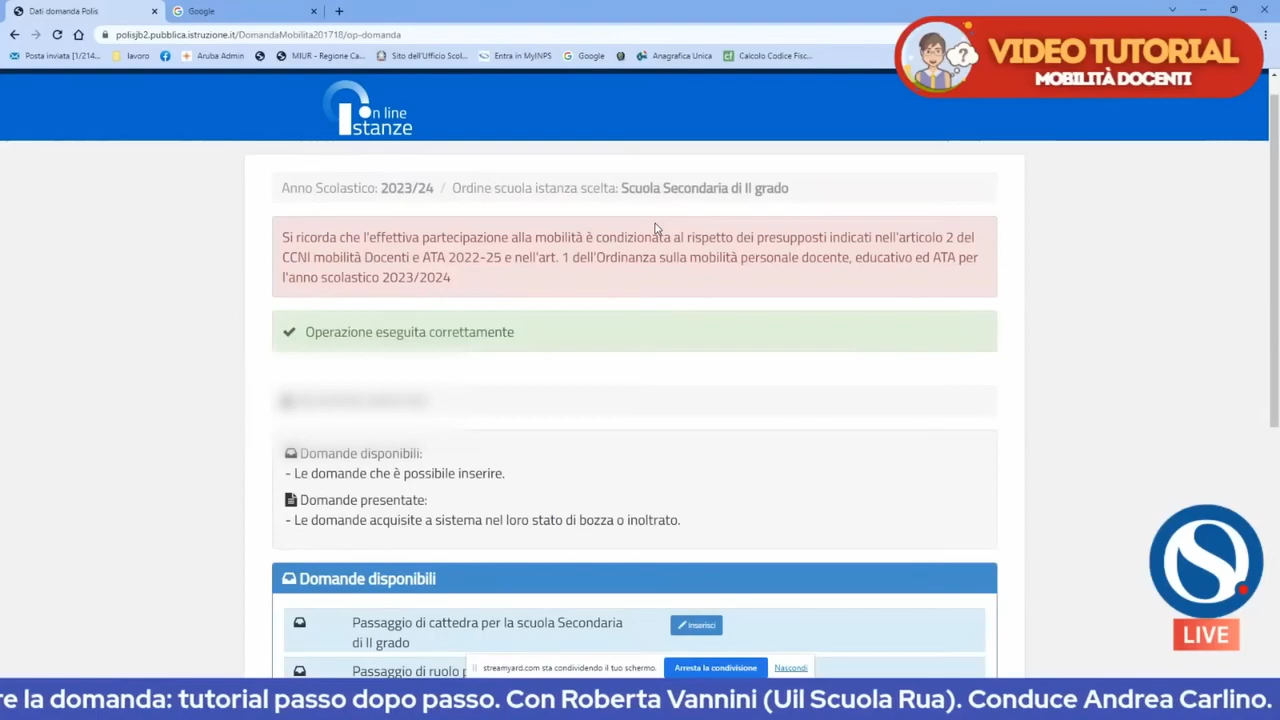 Dati domanda Polis
Google
polisjb2.pubblica.istruzione.it/DomandaMobilita201718/op-domanda
Posta inviata [1/214...
lavoro
Aruba Admin
MIUR - Regione Ca...
Sito dell'Ufficio Scol...
Entra in MyINPS
Google
Anagrafica Unica
Calcolo Codice Fisc...
VIDEO TUTORIAL
MOBILITÀ DOCENTI
On line
Istanze
Anno Scolastico: 2023/24 / Ordine scuola istanza scelta: Scuola Secondaria di II grado
Si ricorda che l'effettiva partecipazione alla mobilità è condizionata al rispetto dei presupposti indicati nell'articolo 2 del
CCNI mobilità Docenti e ATA 2022-25 e nell'art. 1 dell'Ordinanza sulla mobilità personale docente, educativo ed ATA per
l'anno scolastico 2023/2024
Operazione eseguita correttamente
Domande disponibili:
- Le domande che è possibile inserire.
Domande presentate:
- Le domande acquisite a sistema nel loro stato di bozza o inoltrato.
Domande disponibili
Passaggio di cattedra per la scuola Secondaria
di II grado
Inserisci
Passaggio di ruolo
streamyard.com sta condividendo il tuo schermo.
Arresta la condivisione
Nascondi
S
LIVE
re la domanda: tutorial passo dopo passo. Con Roberta Vannini (Uil Scuola Rua). Conduce Andrea Carlino.